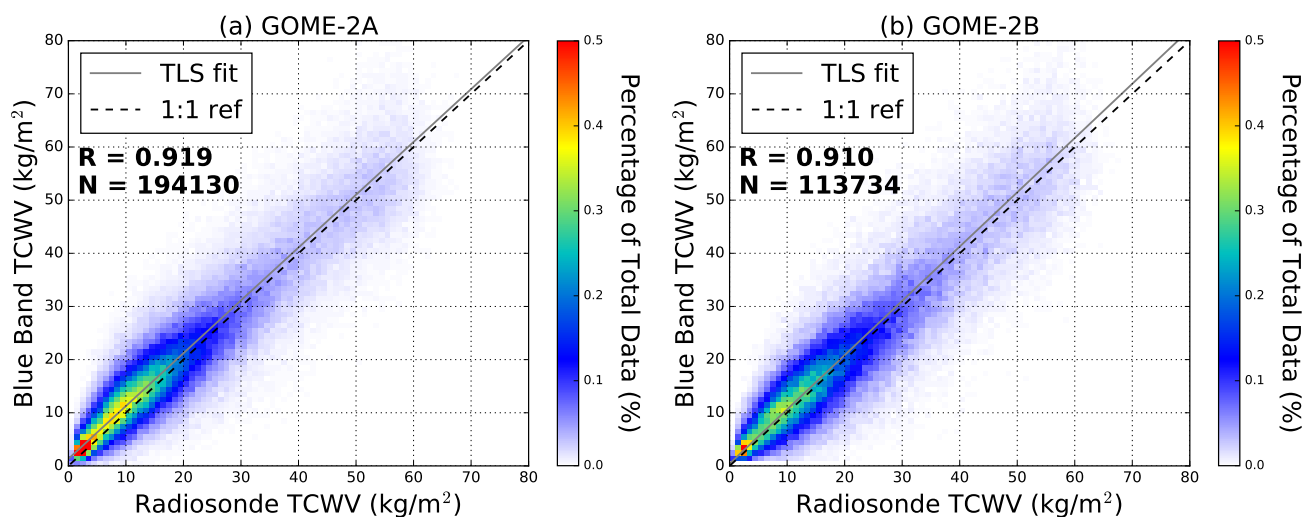 (a) GOME-2A
80
70
60
50
40
30
20
10
0
Blue Band TCWV (kg/m²)
TLS fit
1:1 ref
R = 0.919
N = 194130
0 10 20 30 40 50 60 70 80
Radiosonde TCWV (kg/m²)
0.5
0.4
0.3
0.2
0.1
0.0
Percentage of Total Data (%)
(b) GOME-2B
80
70
60
50
40
30
20
10
0
Blue Band TCWV (kg/m²)
TLS fit
1:1 ref
R = 0.910
N = 113734
0 10 20 30 40 50 60 70 80
Radiosonde TCWV (kg/m²)
0.5
0.4
0.3
0.2
0.1
0.0
Percentage of Total Data (%)